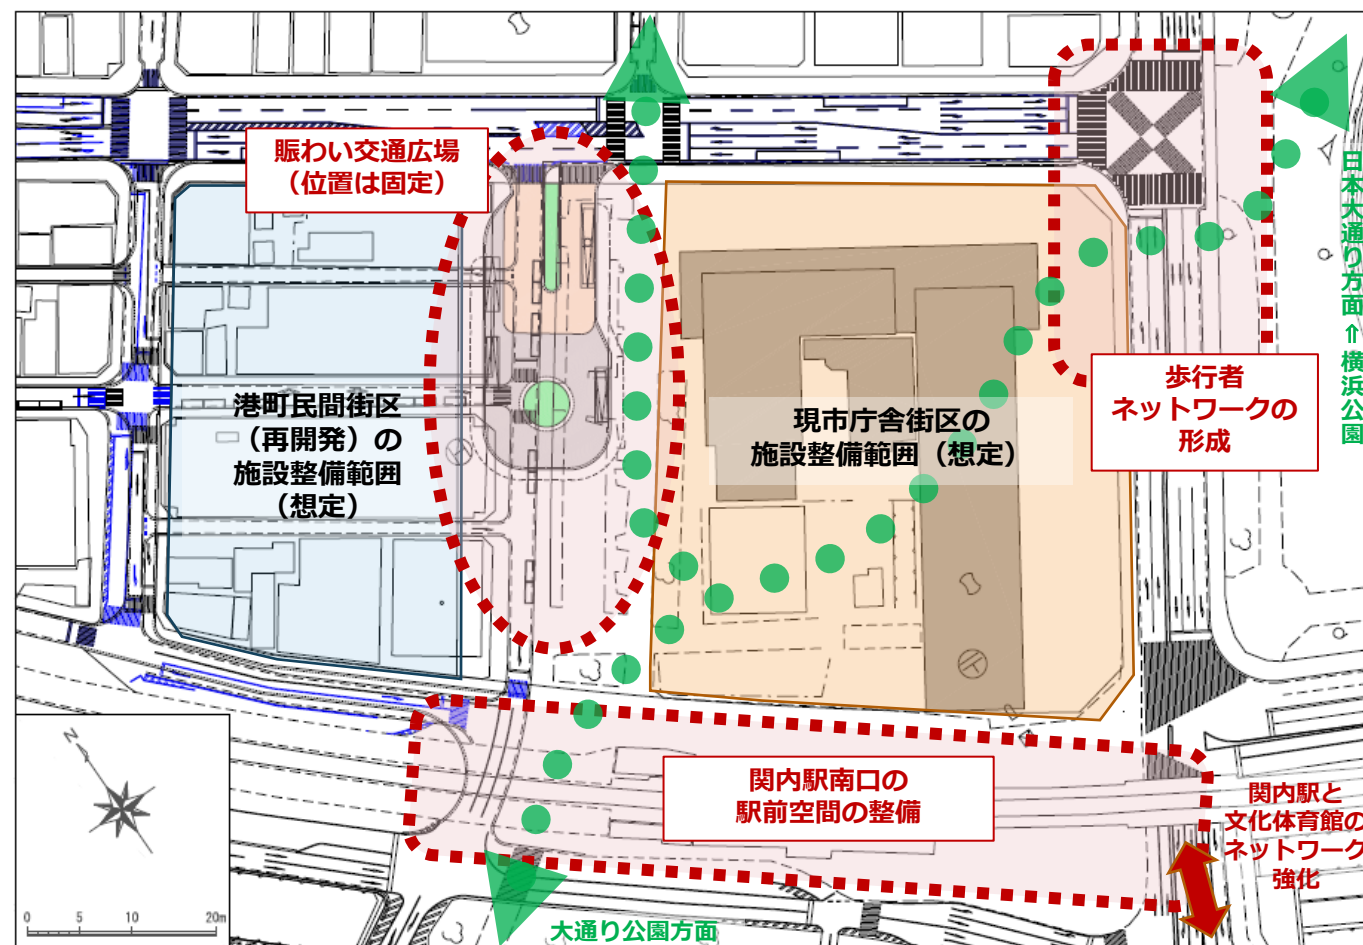 賑わい交通広場
（位置は固定）
港町民間街区
（再開発）の
施設整備範囲
（想定）
現市庁舎街区の
施設整備範囲（想定）
歩行者
ネットワークの
形成
日本大通り方面 ⇑ 横浜公園
関内駅南口の
駅前空間の整備
関内駅と
文化体育館の
ネットワーク
強化
大通り公園方面
N
0 5 10 20m